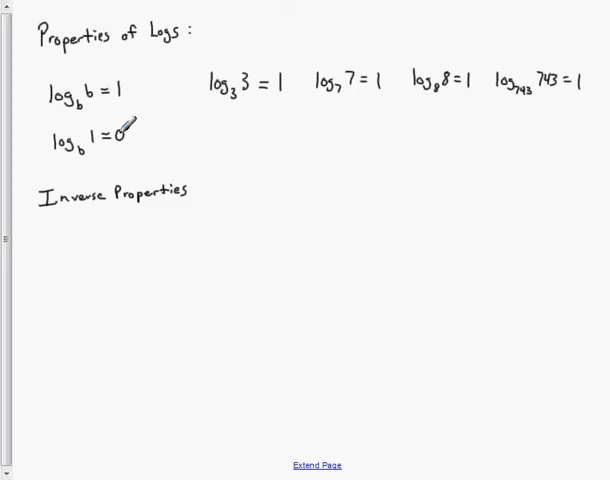 Properties of Logs :
log_b b = 1 log_3 3 = 1 log_7 7 = 1 log_8 8 = 1 log_743 743 = 1
log_b 1 = 0
Inverse Properties
Extend Page